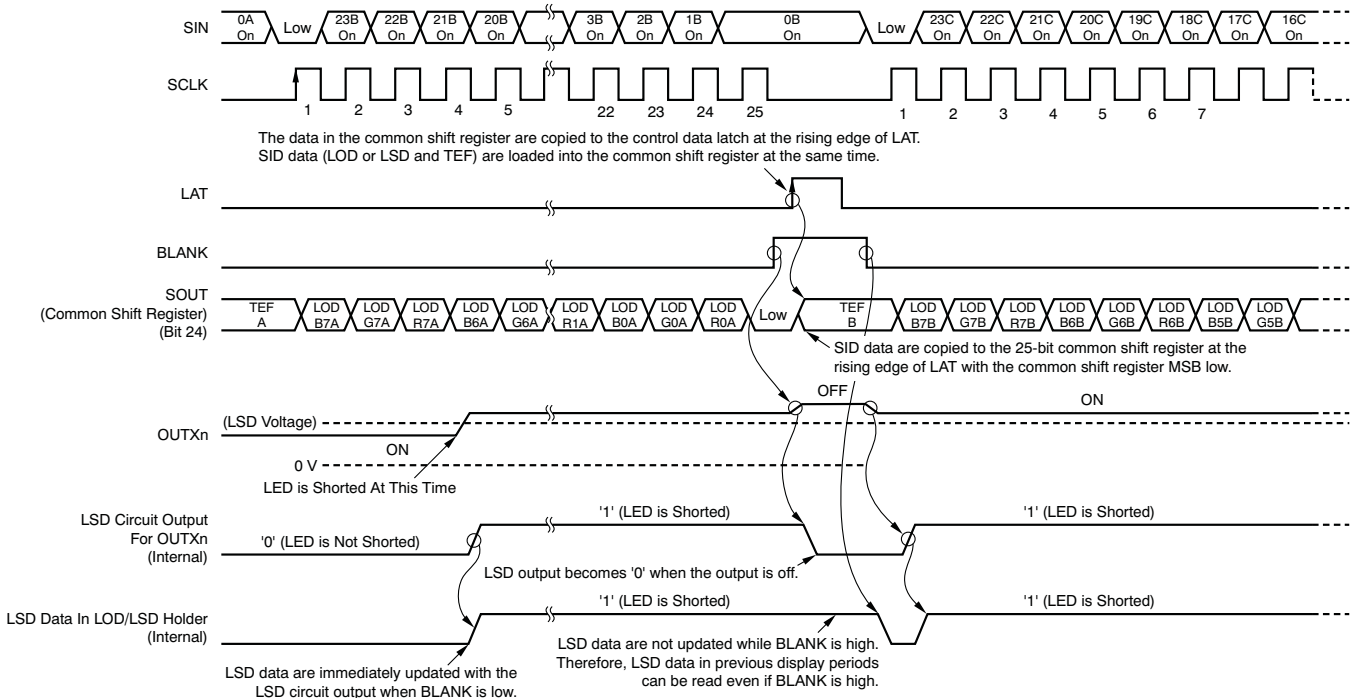 SIN
0A On
Low
23B On
22B On
21B On
20B On
3B On
2B On
1B On
0B On
Low
23C On
22C On
21C On
20C On
19C On
18C On
17C On
16C On
SCLK
1 2 3 4 5 22 23 24 25 1 2 3 4 5 6 7
The data in the common shift register are copied to the control data latch at the rising edge of LAT.
SID data (LOD or LSD and TEF) are loaded into the common shift register at the same time.
LAT
BLANK
SOUT
(Common Shift Register)
(Bit 24)
TEF A
LOD B7A
LOD G7A
LOD R7A
LOD B6A
LOD G6A
LOD R1A
LOD B0A
LOD G0A
LOD R0A
Low
TEF B
LOD B7B
LOD G7B
LOD R7B
LOD B6B
LOD G6B
LOD R6B
LOD B5B
LOD G5B
SID data are copied to the 25-bit common shift register at the
rising edge of LAT with the common shift register MSB low.
OFF
ON
(LSD Voltage)
OUTXn
ON
0 V
LED is Shorted At This Time
LSD Circuit Output
For OUTXn
(Internal)
'0' (LED is Not Shorted)
'1' (LED is Shorted)
'1' (LED is Shorted)
LSD output becomes '0' when the output is off.
LSD Data In LOD/LSD Holder
(Internal)
'1' (LED is Shorted)
'1' (LED is Shorted)
LSD data are immediately updated with the
LSD circuit output when BLANK is low.
LSD data are not updated while BLANK is high.
Therefore, LSD data in previous display periods
can be read even if BLANK is high.